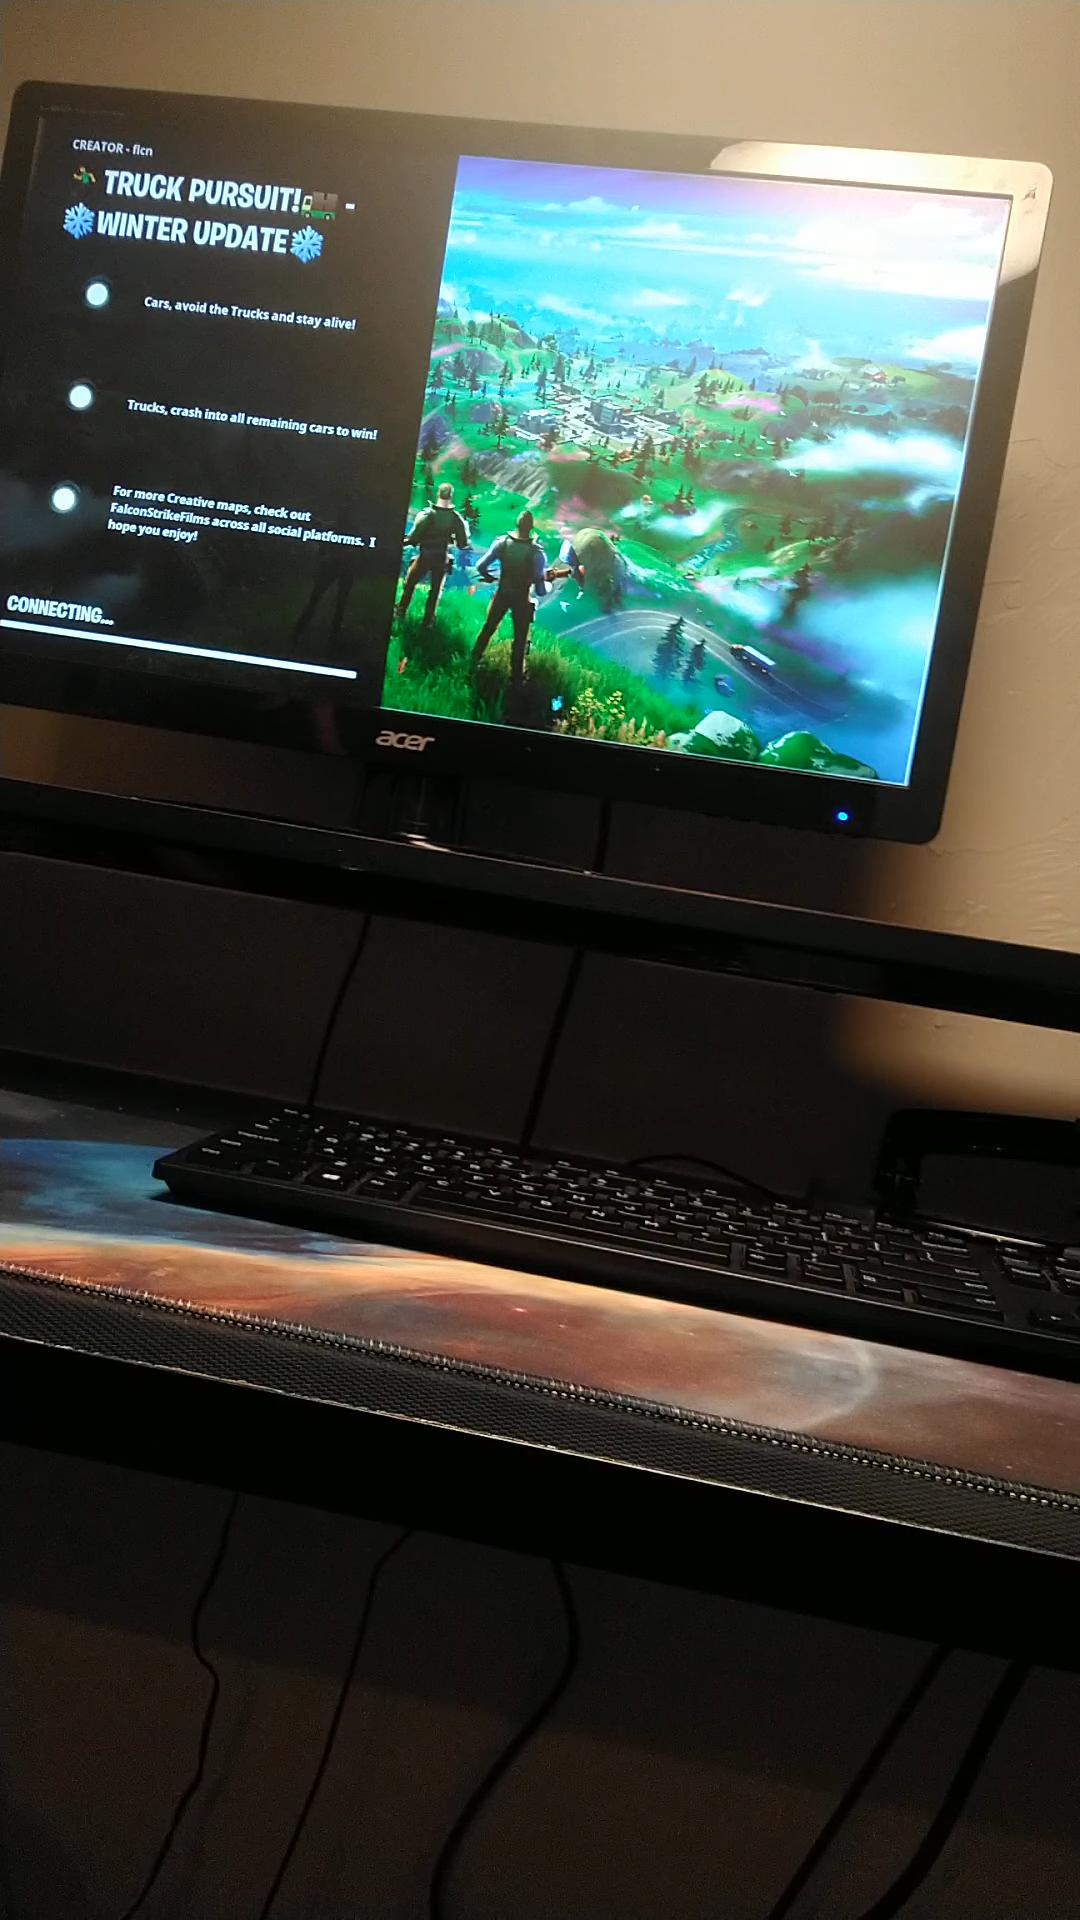 CREATOR - flcn
TRUCK PURSUIT! -
WINTER UPDATE
Cars, avoid the Trucks and stay alive!
Trucks, crash into all remaining cars to win!
For more Creative maps, check out
FalconStrikeFilms across all social platforms. I
hope you enjoy!
CONNECTING...
acer